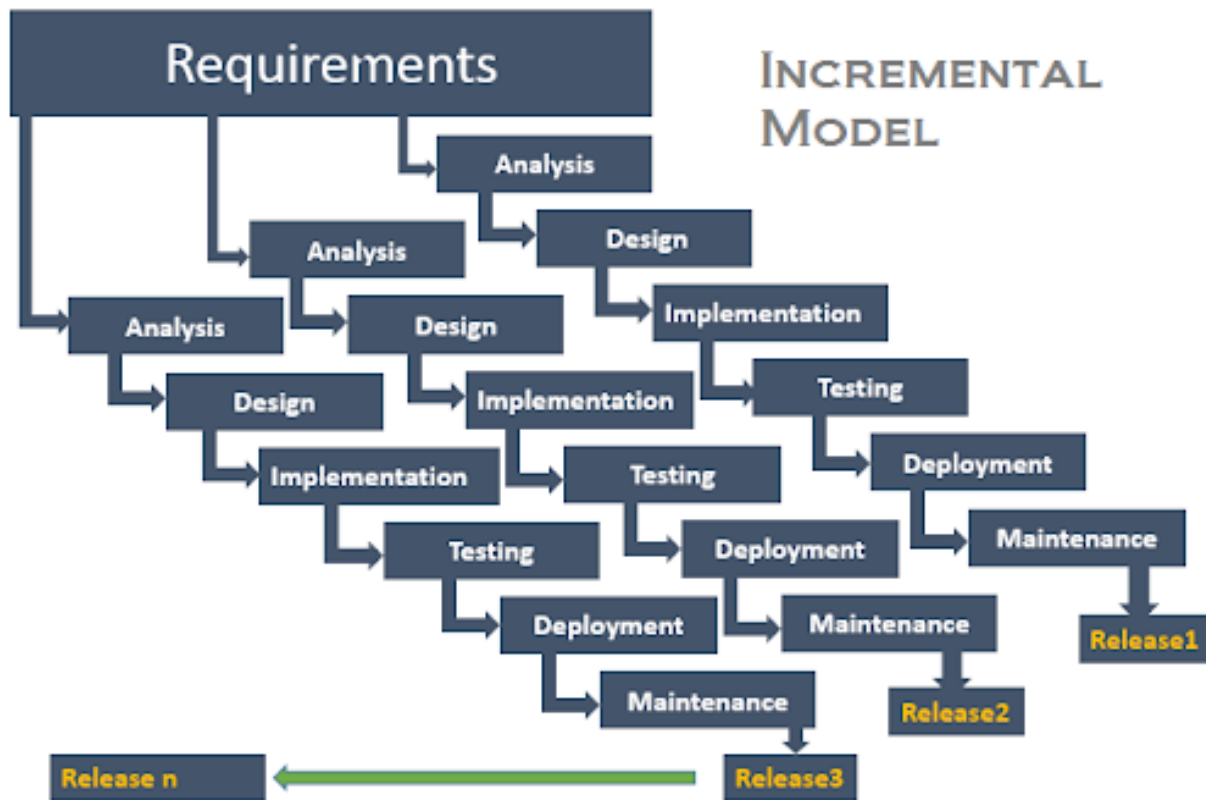 Requirements
INCREMENTAL
MODEL
Analysis
Design
Implementation
Testing
Deployment
Maintenance
Release1
Analysis
Design
Implementation
Testing
Deployment
Maintenance
Release2
Analysis
Design
Implementation
Testing
Deployment
Maintenance
Release3
Release n